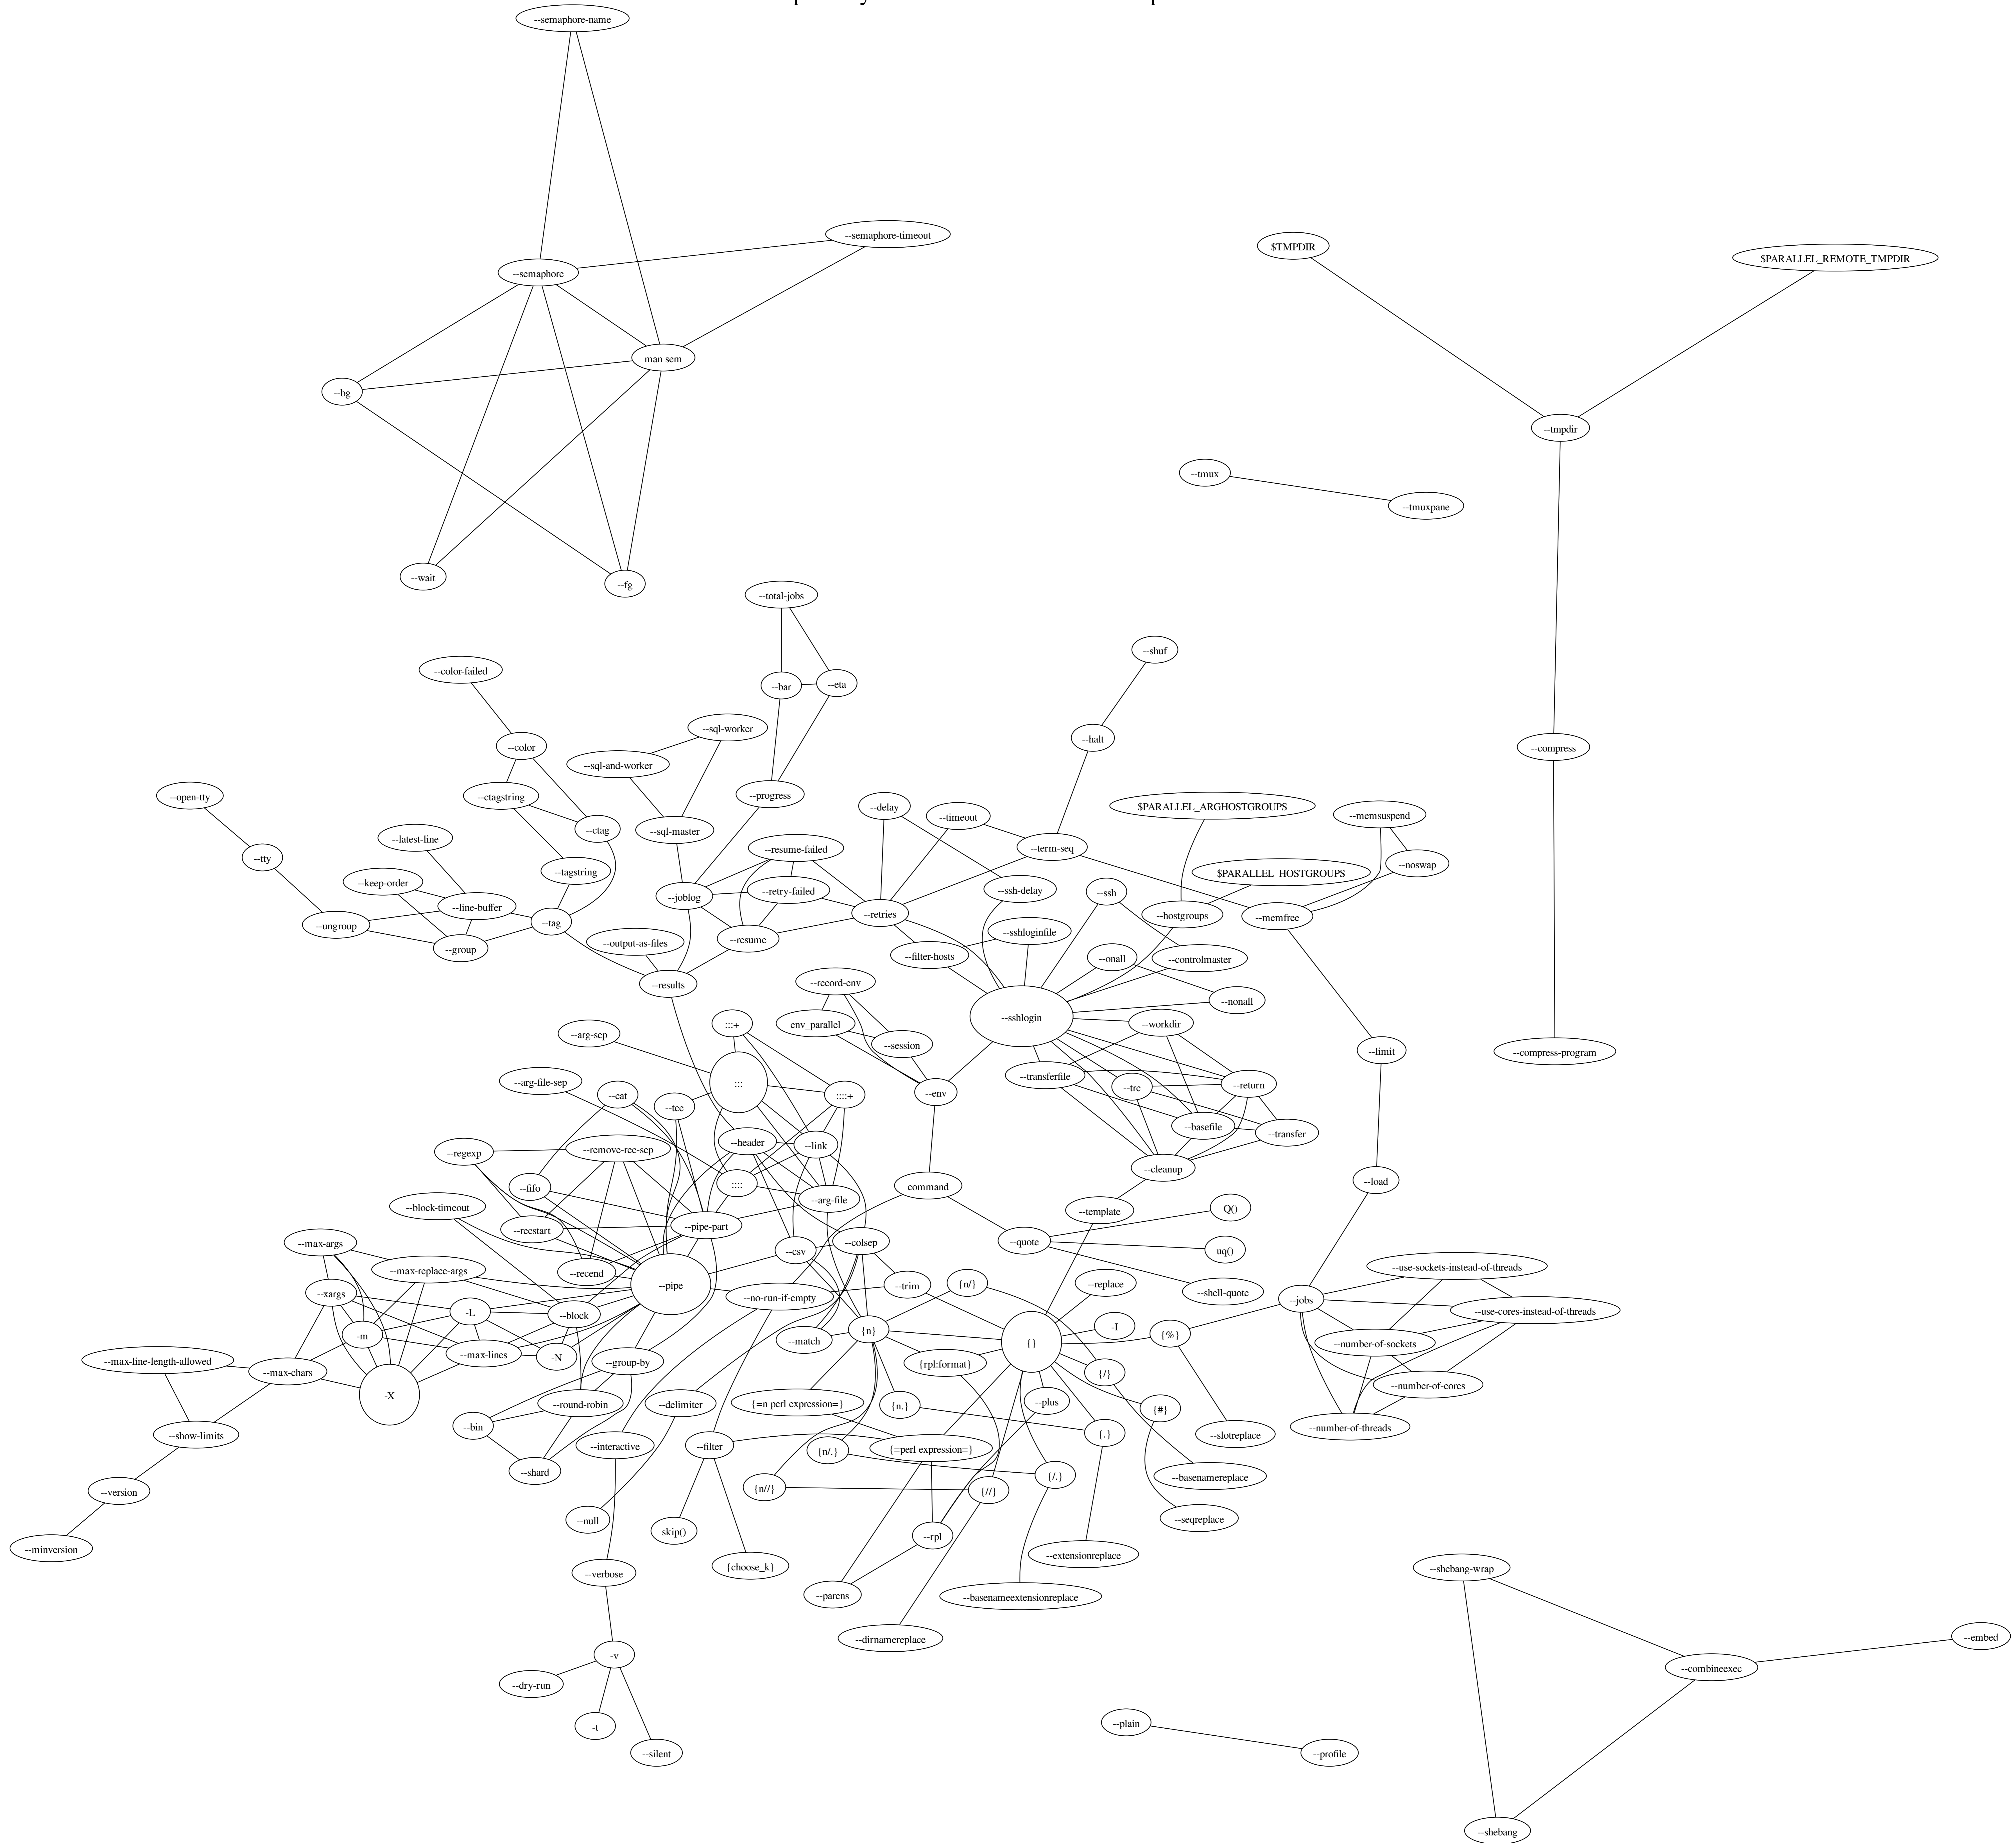 --semaphore-name
--semaphore-timeout
$TMPDIR
$PARALLEL_REMOTE_TMPDIR
--semaphore
man sem
--bg
--tmpdir
--tmux
--tmuxpane
--wait
--fg
--total-jobs
--shuf
--color-failed
--bar
--eta
--sql-worker
--halt
--color
--compress
--sql-and-worker
--open-tty
--ctagstring
--progress
--delay
$PARALLEL_ARGHOSTGROUPS
--memsuspend
--timeout
--ctag
--sql-master
--latest-line
--resume-failed
--term-seq
--tty
--noswap
--tagstring
$PARALLEL_HOSTGROUPS
--keep-order
--retry-failed
--ssh-delay
--ssh
--joblog
--line-buffer
--retries
--hostgroups
--memfree
--tag
--ungroup
--sshloginfile
--resume
--output-as-files
--group
--filter-hosts
--onall
--controlmaster
--results
--record-env
--nonall
--sshlogin
:::+
env_parallel
--workdir
--arg-sep
--session
--limit
--compress-program
--transferfile
--arg-file-sep
:::
--trc
--return
--cat
--env
::::+
--tee
--basefile
--transfer
--header
--link
--regexp
--remove-rec-sep
--cleanup
--load
::::
--fifo
command
--arg-file
--block-timeout
--template
Q()
--recstart
--pipe-part
--max-args
--quote
--colsep
--csv
uq()
--use-sockets-instead-of-threads
--max-replace-args
--recend
--pipe
--trim
{n/}
--replace
--shell-quote
--xargs
--no-run-if-empty
--jobs
--use-cores-instead-of-threads
-L
--block
-I
{n}
{%}
-m
--match
{}
--number-of-sockets
--max-lines
-N
--max-line-length-allowed
--group-by
{rpl:format}
--max-chars
{/}
--number-of-cores
-X
--round-robin
--delimiter
{=n perl expression=}
{n.}
--plus
{#}
--bin
--number-of-threads
--show-limits
{.}
--slotreplace
--interactive
--filter
{n/.}
{=perl expression=}
--shard
{/.}
--basenamereplace
{n//}
{//}
--version
--null
--seqreplace
skip()
--rpl
--minversion
--extensionreplace
{choose_k}
--shebang-wrap
--verbose
--parens
--basenameextensionreplace
--dirnamereplace
--embed
-v
--combineexec
--dry-run
--plain
-t
--silent
--profile
--shebang